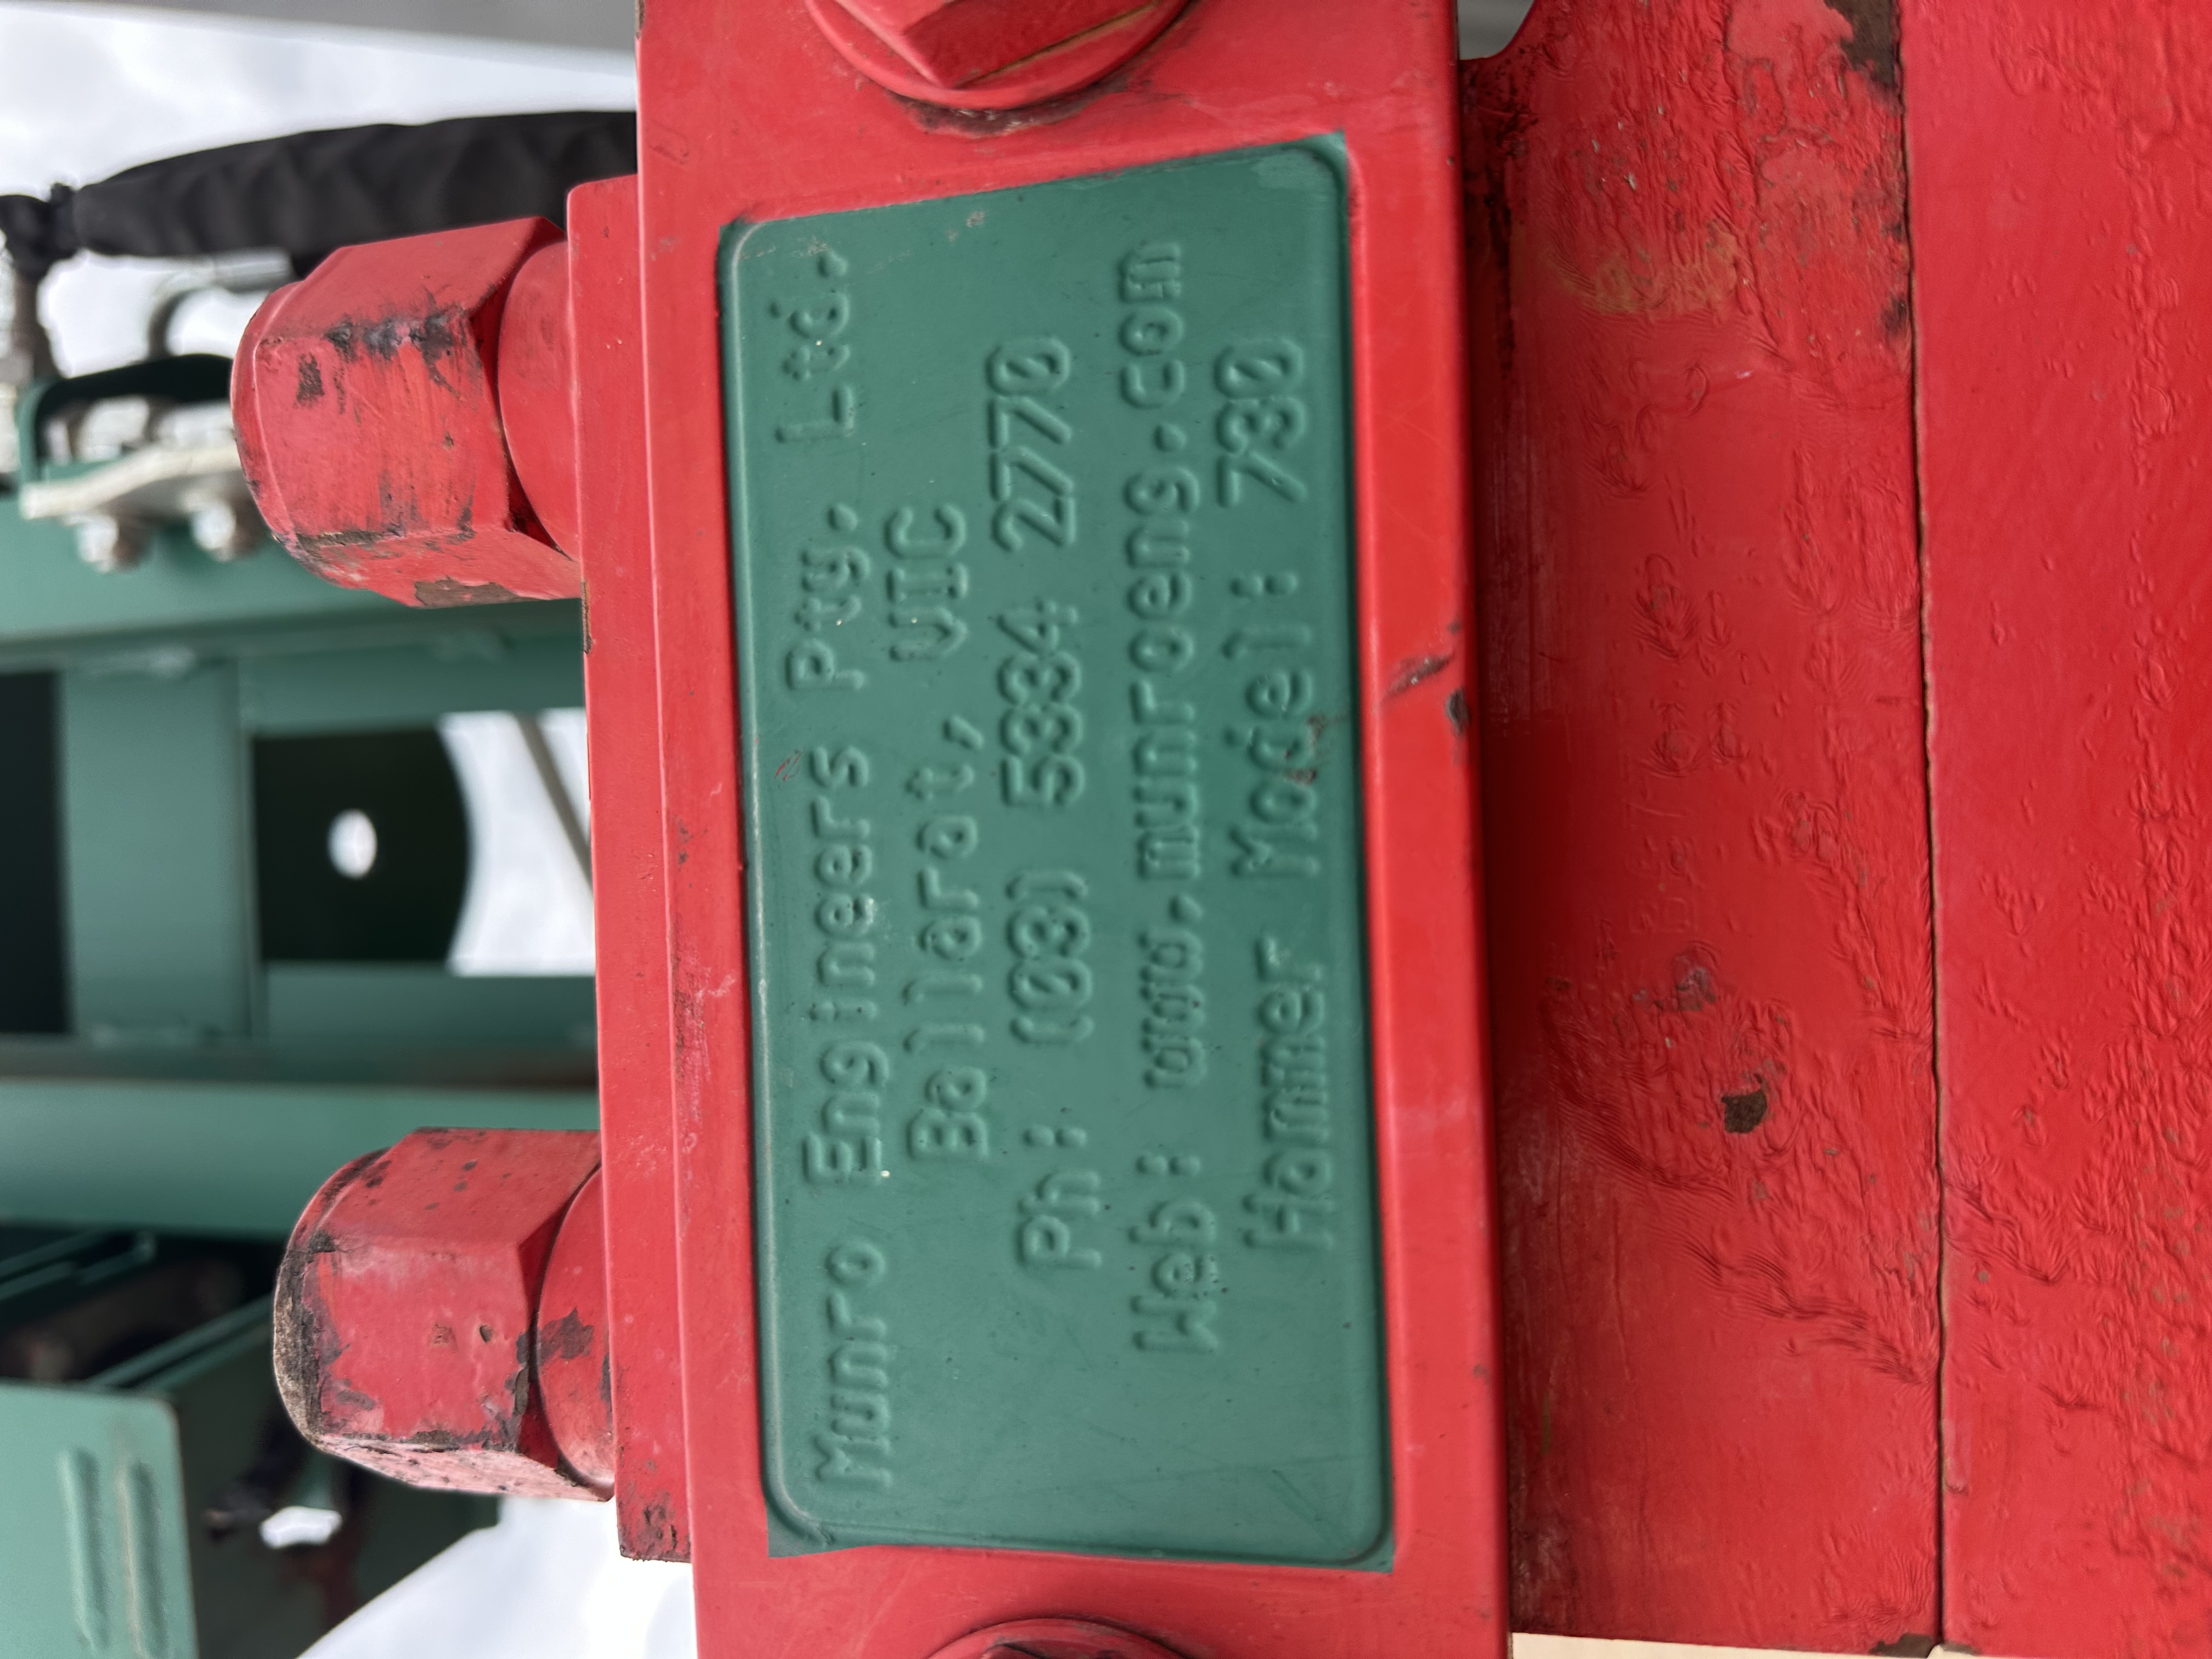 Munro Engineers Pty. Ltd.
Ballarat, VIC
Ph: (03) 5334 2770
Web: www.munroeng.com
Hammer Model: 730